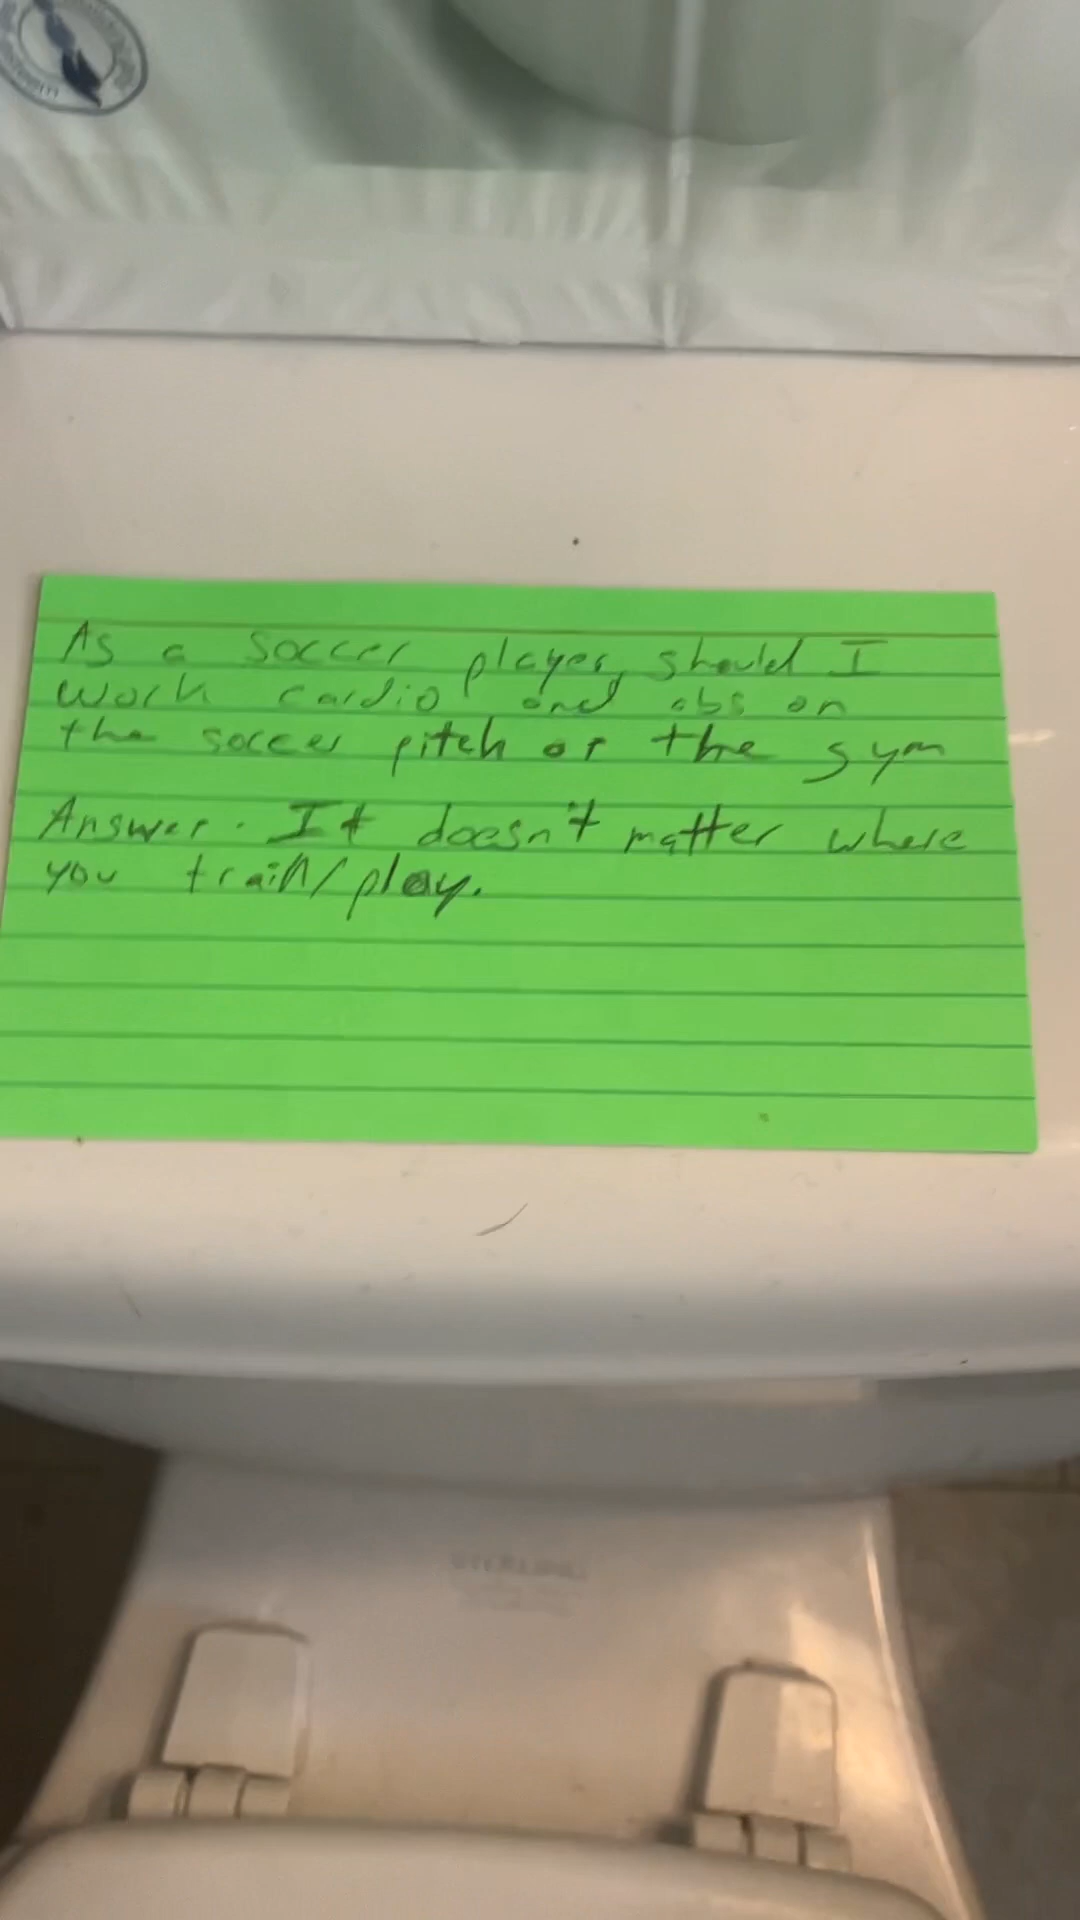 As a soccer player, should I
work cardio and abs on
the soccer pitch or the gym
Answer. It doesn't matter where
you train/play.